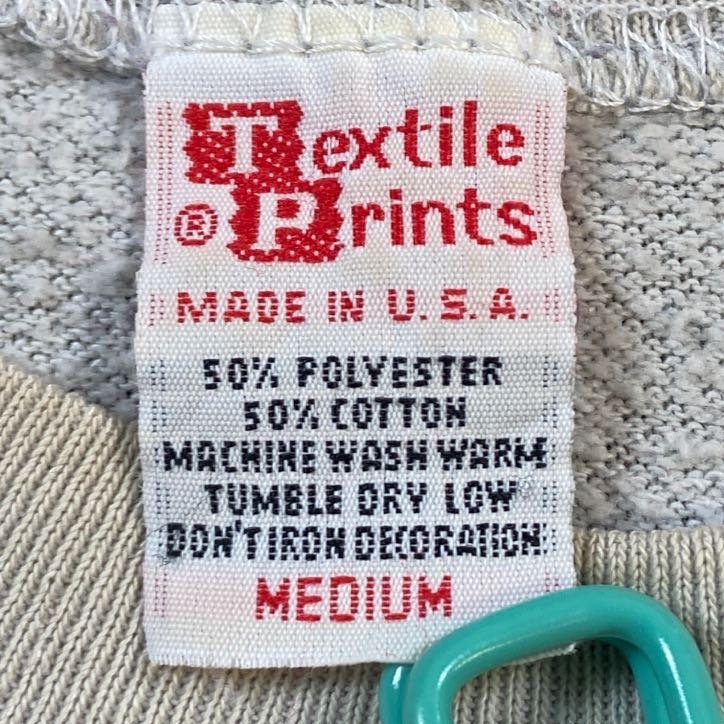 Textile
® Prints
MADE IN U.S.A.
50% POLYESTER
50% COTTON
MACHINE WASH WARM
TUMBLE DRY LOW
DON'T IRON DECORATION
MEDIUM